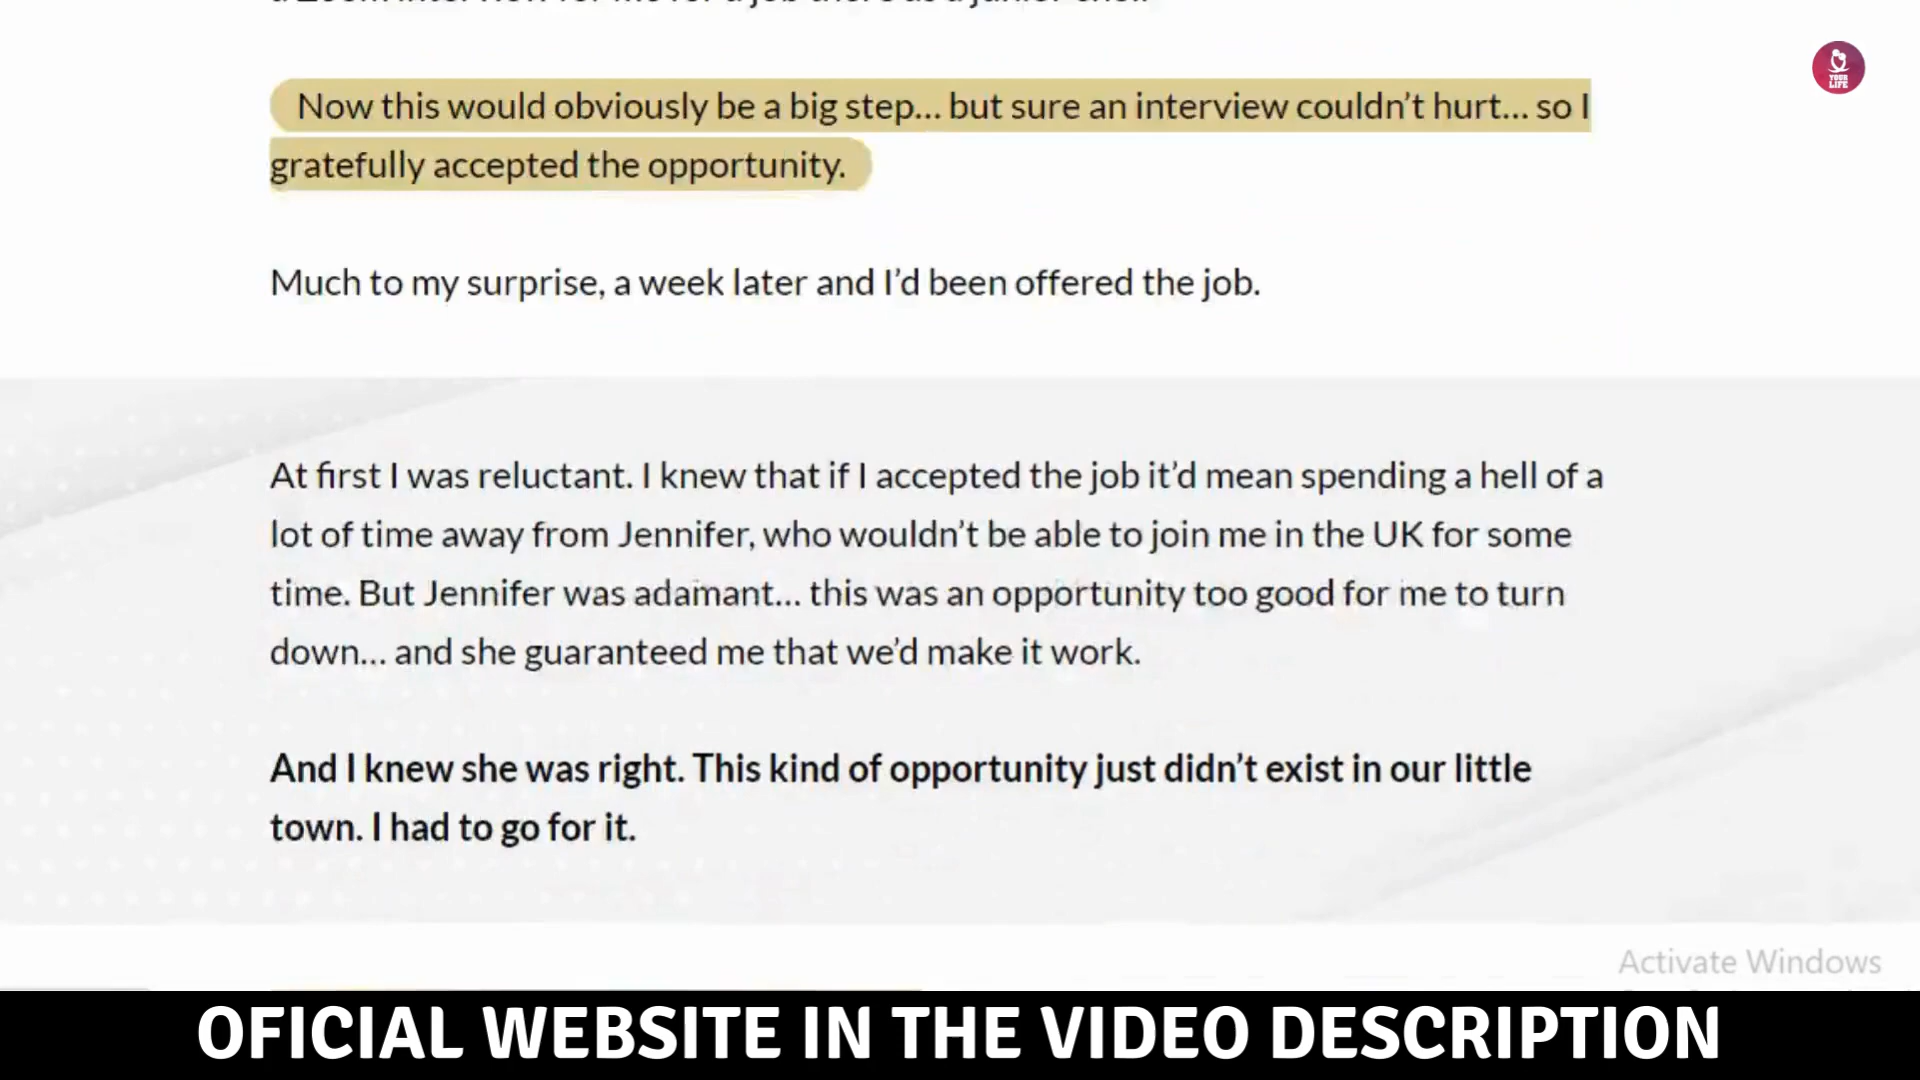 Now this would obviously be a big step... but sure an interview couldn't hurt... so I
gratefully accepted the opportunity.
Much to my surprise, a week later and I'd been offered the job.
At first I was reluctant. I knew that if I accepted the job it'd mean spending a hell of a
lot of time away from Jennifer, who wouldn't be able to join me in the UK for some
time. But Jennifer was adamant... this was an opportunity too good for me to turn
down... and she guaranteed me that we'd make it work.
And I knew she was right. This kind of opportunity just didn't exist in our little
town. I had to go for it.
Activate Windows
OFICIAL WEBSITE IN THE VIDEO DESCRIPTION
YOUR
LIFE